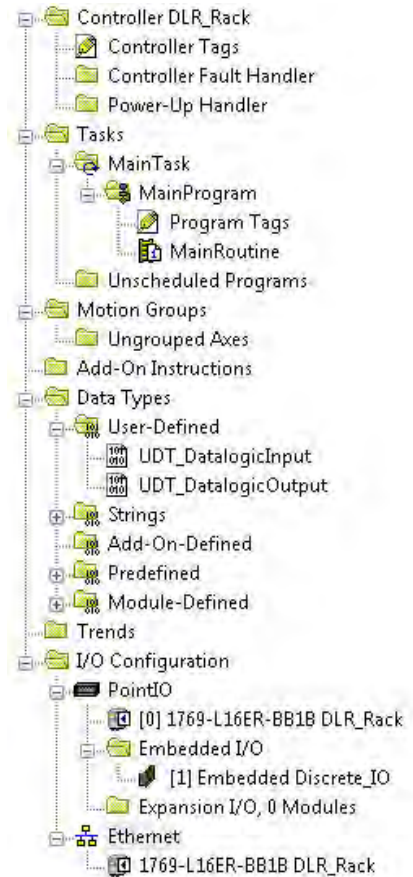 Controller DLR_Rack
Controller Tags
Controller Fault Handler
Power-Up Handler
Tasks
MainTask
MainProgram
Program Tags
MainRoutine
Unscheduled Programs
Motion Groups
Ungrouped Axes
Add-On Instructions
Data Types
User-Defined
UDT_DatalogicInput
UDT_DatalogicOutput
Strings
Add-On-Defined
Predefined
Module-Defined
Trends
I/O Configuration
PointIO
[0] 1769-L16ER-BB1B DLR_Rack
Embedded I/O
[1] Embedded Discrete_IO
Expansion I/O, 0 Modules
Ethernet
1769-L16ER-BB1B DLR_Rack